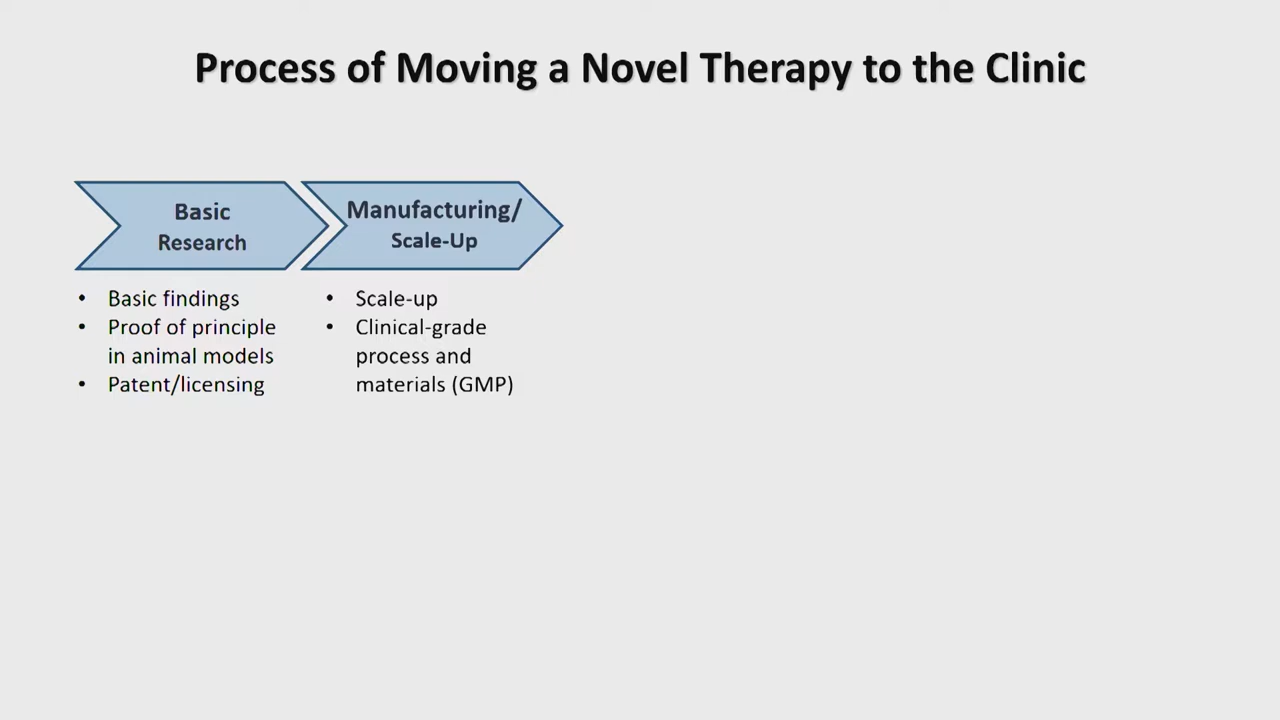 Process of Moving a Novel Therapy to the Clinic
Basic
Research
• Basic findings
• Proof of principle
in animal models
• Patent/licensing
Manufacturing/
Scale-Up
• Scale-up
• Clinical-grade
process and
materials (GMP)